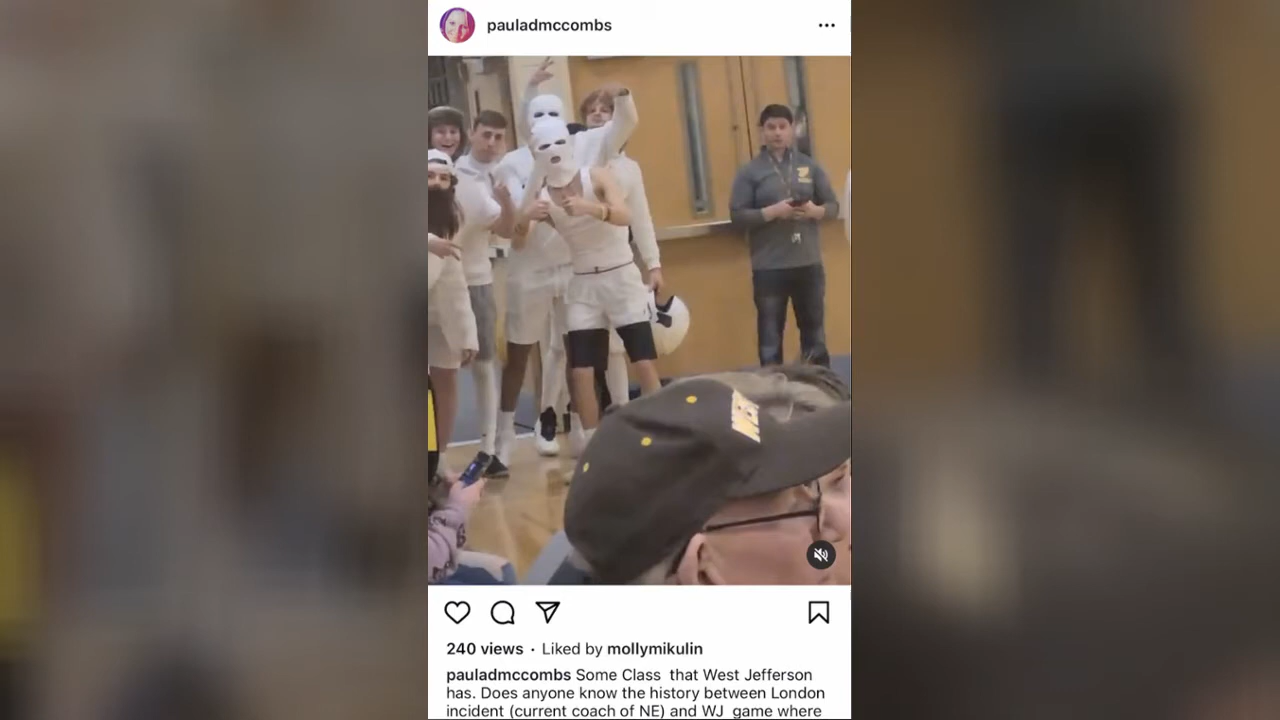 pauladmccombs
240 views · Liked by mollymikulin
pauladmccombs Some Class that West Jefferson
has. Does anyone know the history between London
incident (current coach of NE) and WJ game where